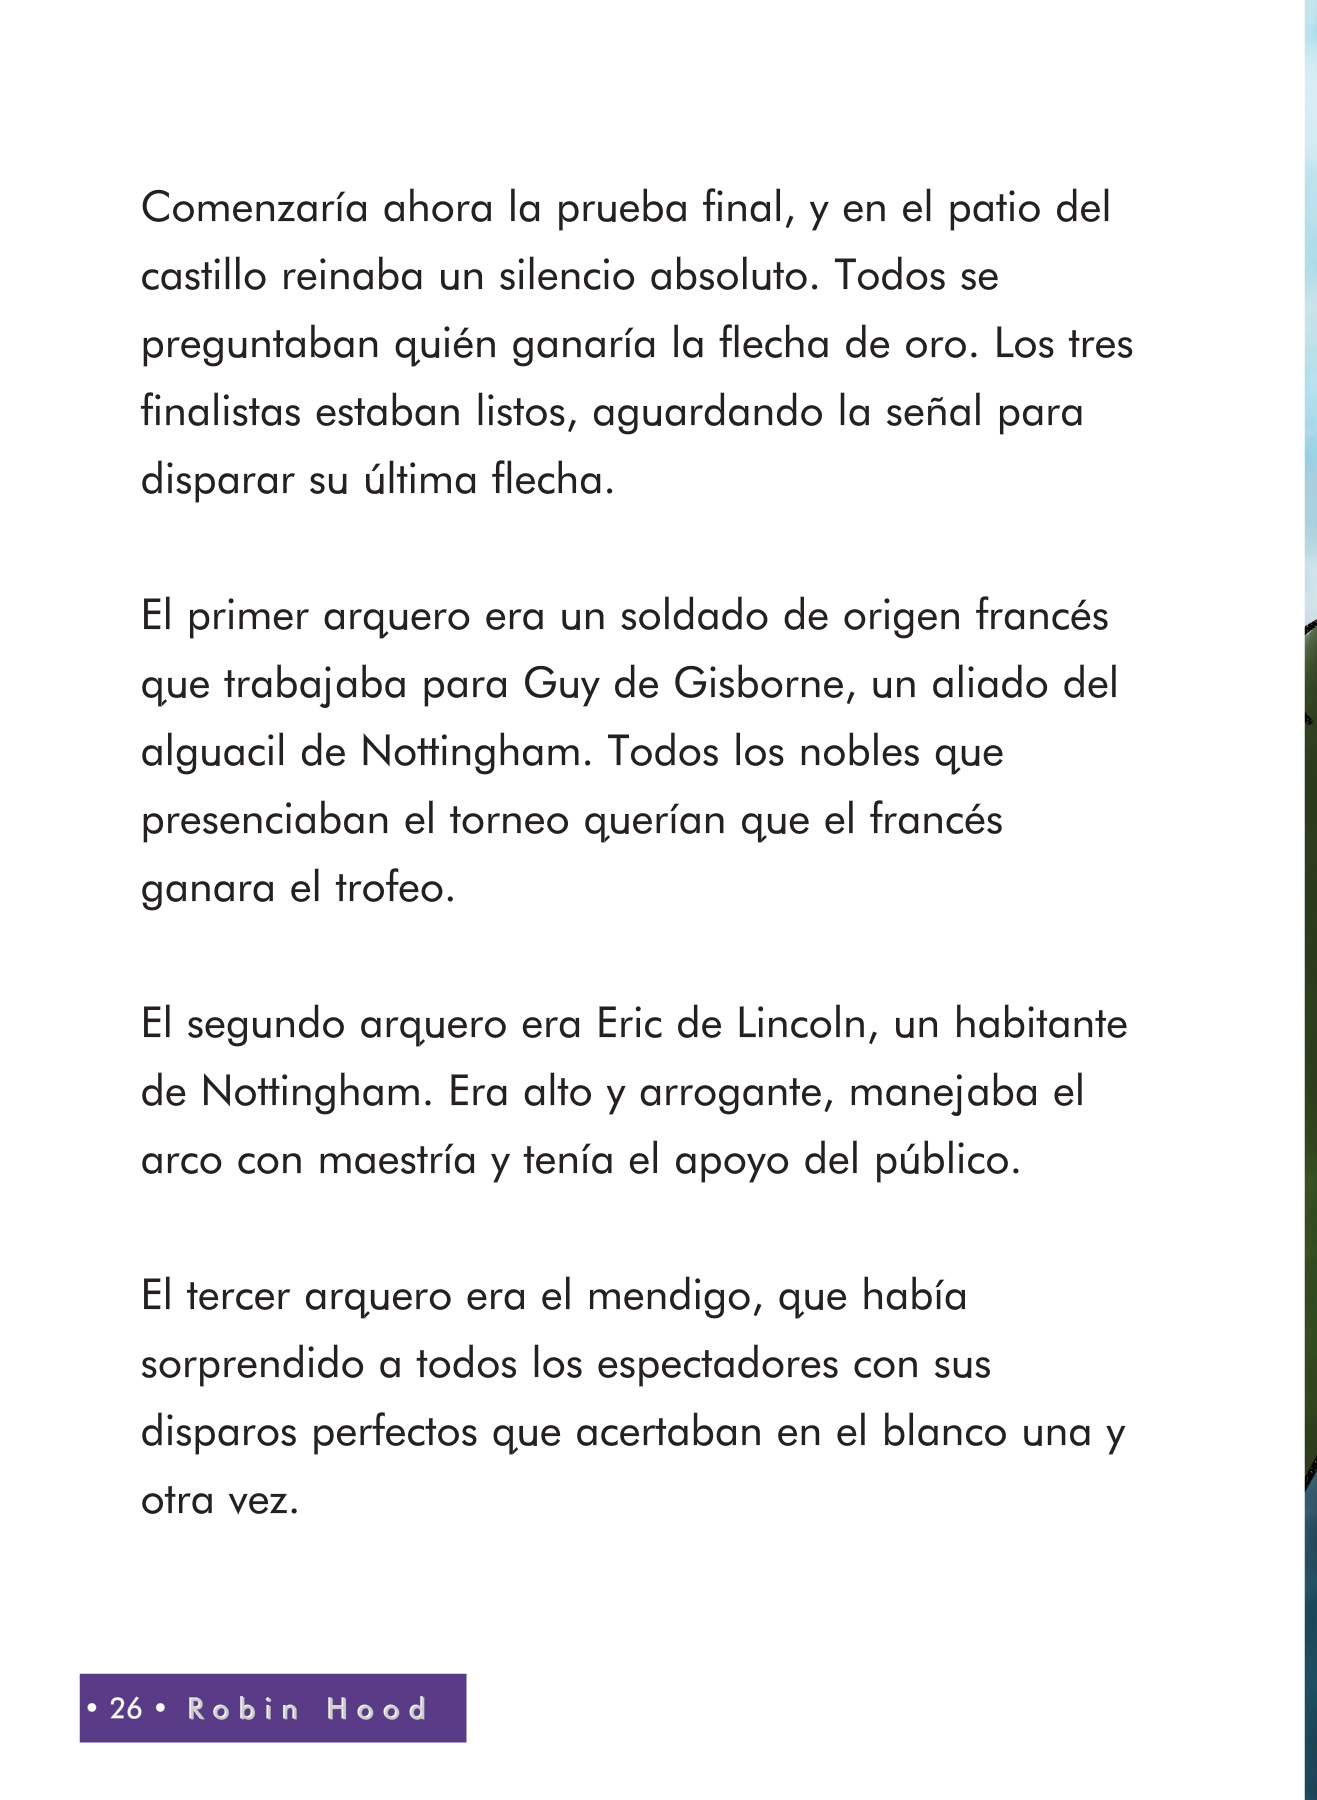 Comenzaría ahora la prueba final, y en el patio del
castillo reinaba un silencio absoluto. Todos se
preguntaban quién ganaría la flecha de oro. Los tres
finalistas estaban listos, aguardando la señal para
disparar su última flecha.
El primer arquero era un soldado de origen francés
que trabajaba para Guy de Gisborne, un aliado del
alguacil de Nottingham. Todos los nobles que
presenciaban el torneo querían que el francés
ganara el trofeo.
El segundo arquero era Eric de Lincoln, un habitante
de Nottingham. Era alto y arrogante, manejaba el
arco con maestría y tenía el apoyo del público.
El tercer arquero era el mendigo, que había
sorprendido a todos los espectadores con sus
disparos perfectos que acertaban en el blanco una y
otra vez.
• 26 • Robin Hood